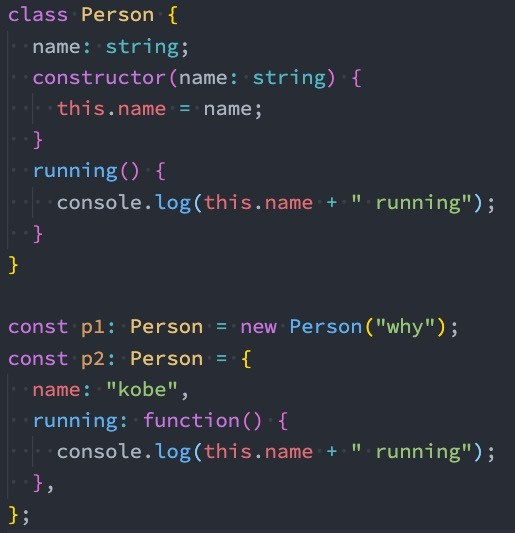 class Person {
  name: string;
  constructor(name: string) {
    this.name = name;
  }
  running() {
    console.log(this.name + " running");
  }
}

const p1: Person = new Person("why");
const p2: Person = {
  name: "kobe",
  running: function() {
    console.log(this.name + " running");
  },
};